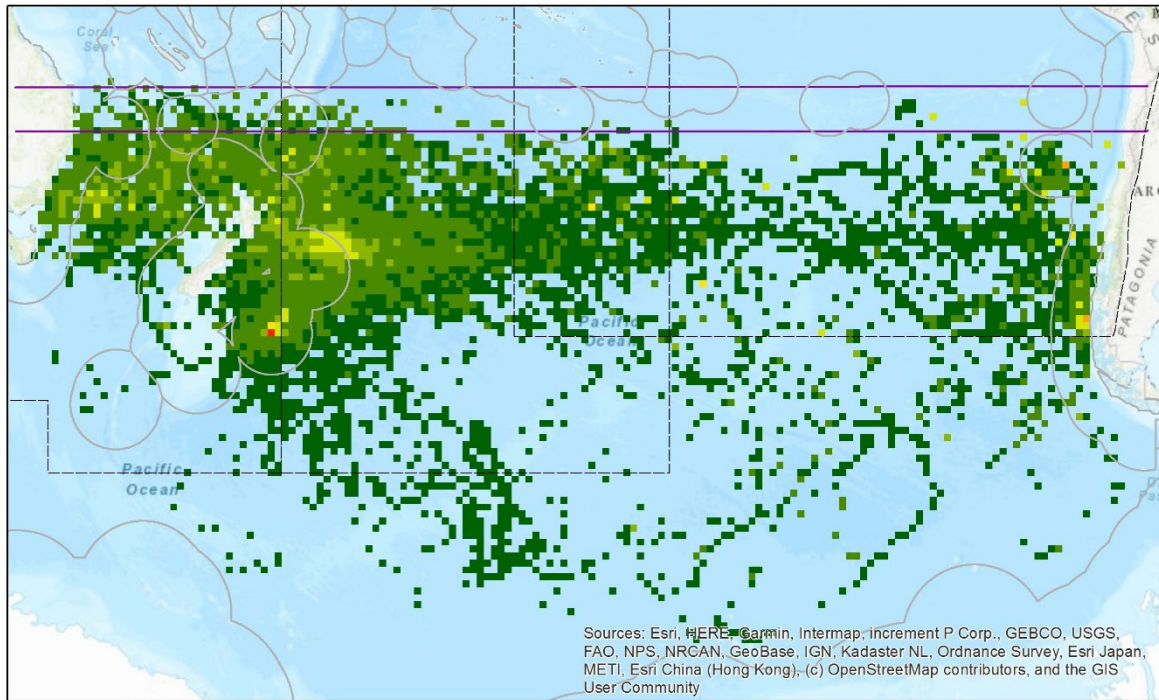 Coral
Sea
AR
PATAGONIA
Pacific
Ocean
Pacific
Ocean
Sources: Esri, HERE, Garmin, Intermap, increment P Corp., GEBCO, USGS,
FAO, NPS, NRCAN, GeoBase, IGN, Kadaster NL, Ordnance Survey, Esri Japan,
METI, Esri China (Hong Kong), (c) OpenStreetMap contributors, and the GIS
User Community